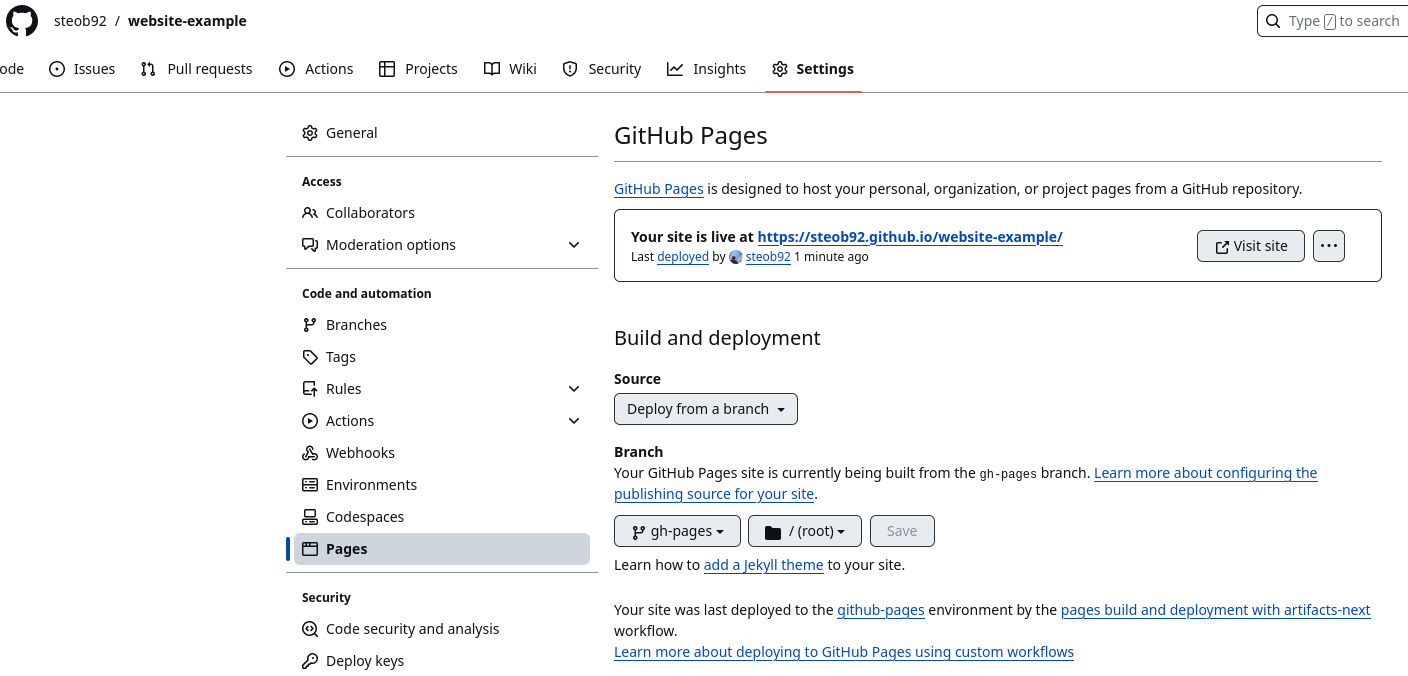 steob92 / website-example
Type / to search
ode Issues Pull requests Actions Projects Wiki Security Insights Settings
General
Access
Collaborators
Moderation options
Code and automation
Branches
Tags
Rules
Actions
Webhooks
Environments
Codespaces
Pages
Security
Code security and analysis
Deploy keys
GitHub Pages
GitHub Pages is designed to host your personal, organization, or project pages from a GitHub repository.
Your site is live at https://steob92.github.io/website-example/
Last deployed by steob92 1 minute ago
Visit site
Build and deployment
Source
Deploy from a branch
Branch
Your GitHub Pages site is currently being built from the gh-pages branch. Learn more about configuring the
publishing source for your site.
gh-pages / (root) Save
Learn how to add a Jekyll theme to your site.
Your site was last deployed to the github-pages environment by the pages build and deployment with artifacts-next
workflow.
Learn more about deploying to GitHub Pages using custom workflows